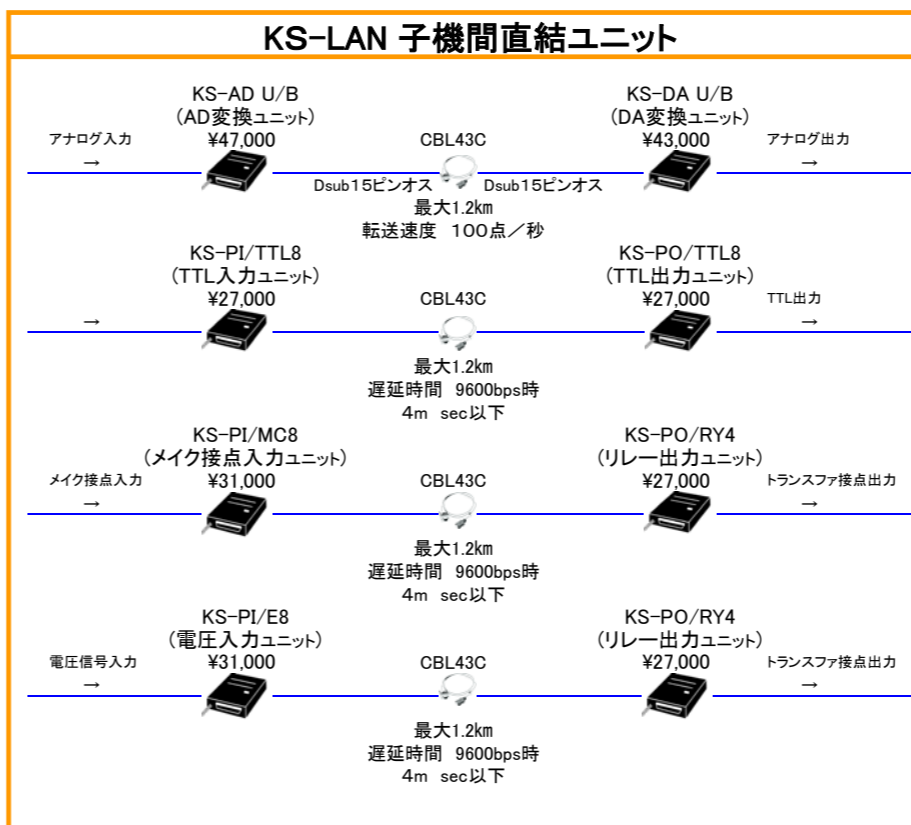 KS-LAN 子機間直結ユニット
KS-AD U/B
(AD変換ユニット)
¥47,000
アナログ入力
→
CBL43C
Dsub15ピンオス
Dsub15ピンオス
最大1.2km
転送速度 100点/秒
KS-DA U/B
(DA変換ユニット)
¥43,000
アナログ出力
→
KS-PI/TTL8
(TTL入力ユニット)
¥27,000
→
CBL43C
最大1.2km
遅延時間 9600bps時
4m sec以下
KS-PO/TTL8
(TTL出力ユニット)
¥27,000
TTL出力
→
KS-PI/MC8
(メイク接点入力ユニット)
¥31,000
メイク接点入力
→
CBL43C
最大1.2km
遅延時間 9600bps時
4m sec以下
KS-PO/RY4
(リレー出力ユニット)
¥27,000
トランスファ接点出力
→
KS-PI/E8
(電圧入力ユニット)
¥31,000
電圧信号入力
→
CBL43C
最大1.2km
遅延時間 9600bps時
4m sec以下
KS-PO/RY4
(リレー出力ユニット)
¥27,000
トランスファ接点出力
→